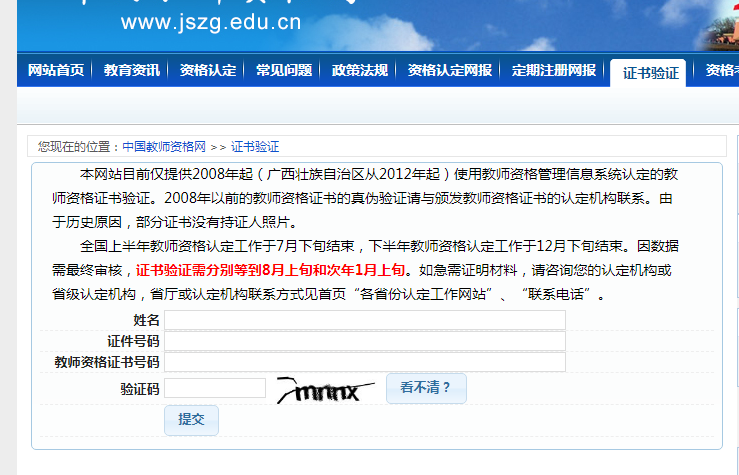 www.jszg.edu.cn
网站首页 教育资讯 资格认定 常见问题 政策法规 资格认定网报 定期注册网报 证书验证 资格
您现在的位置：中国教师资格网 >> 证书验证
本网站目前仅提供2008年起（广西壮族自治区从2012年起）使用教师资格管理信息系统认定的教
师资格证书验证。2008年以前的教师资格证书的真伪验证请与颁发教师资格证书的认定机构联系。由
于历史原因，部分证书没有持证人照片。
全国上半年教师资格认定工作于7月下旬结束，下半年教师资格认定工作于12月下旬结束。因数据
需最终审核，证书验证需分别等到8月上旬和次年1月上旬。如急需证明材料，请咨询您的认定机构或
省级认定机构，省厅或认定机构联系方式见首页“各省份认定工作网站”、“联系电话”。
姓名
证件号码
教师资格证书号码
验证码 看不清？
提交